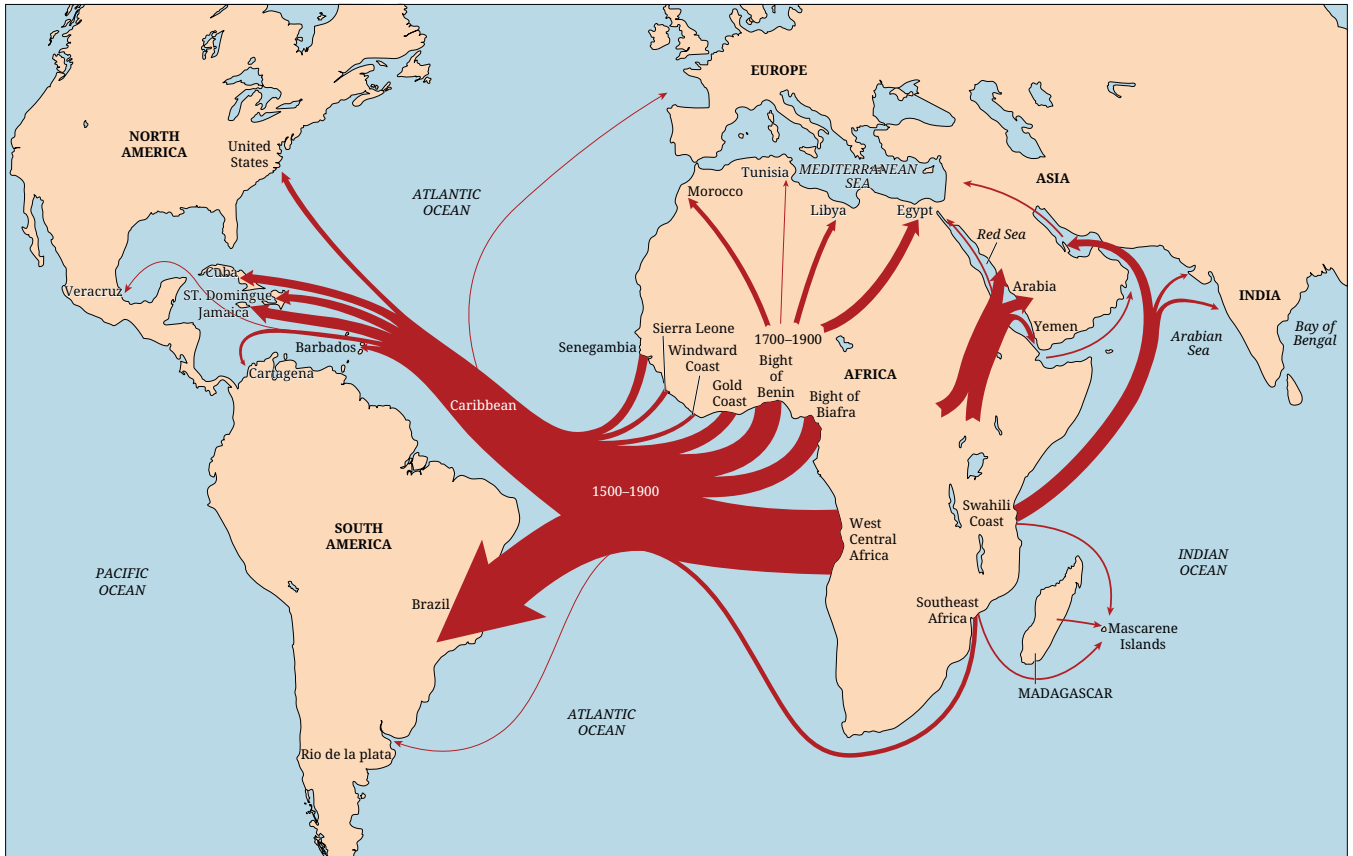 EUROPE
NORTH
AMERICA
United
States
ATLANTIC
OCEAN
Tunisia
MEDITERRANEAN
SEA
ASIA
Morocco
Libya
Egypt
Red Sea
Cuba
Veracruz
ST. Domingue
Jamaica
Arabia
INDIA
Yemen
Arabian
Sea
Bay of
Bengal
Barbados
Cartagena
Senegambia
Sierra Leone
Windward
Coast
Gold
Coast
1700–1900
Bight
of
Benin
Bight of
Biafra
AFRICA
Caribbean
1500–1900
SOUTH
AMERICA
West
Central
Africa
Swahili
Coast
PACIFIC
OCEAN
INDIAN
OCEAN
Brazil
Southeast
Africa
Mascarene
Islands
MADAGASCAR
ATLANTIC
OCEAN
Rio de la plata